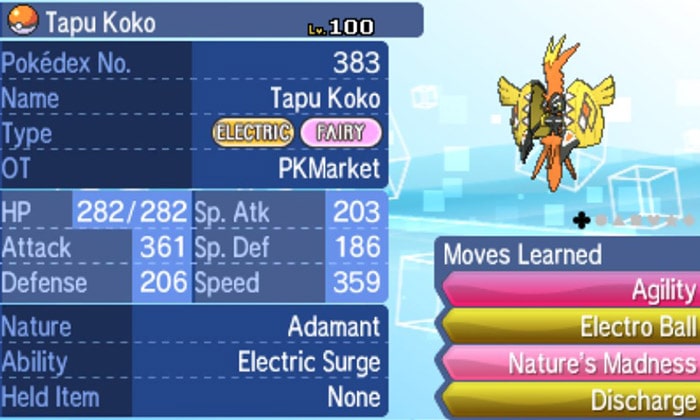 Tapu Koko Lv.100
Pokédex No. 383
Name Tapu Koko
Type ELECTRIC FAIRY
OT PKMarket
HP 282/282 Sp. Atk 203
Attack 361 Sp. Def 186
Defense 206 Speed 359
Nature Adamant
Ability Electric Surge
Held Item None
Moves Learned
Agility
Electro Ball
Nature's Madness
Discharge